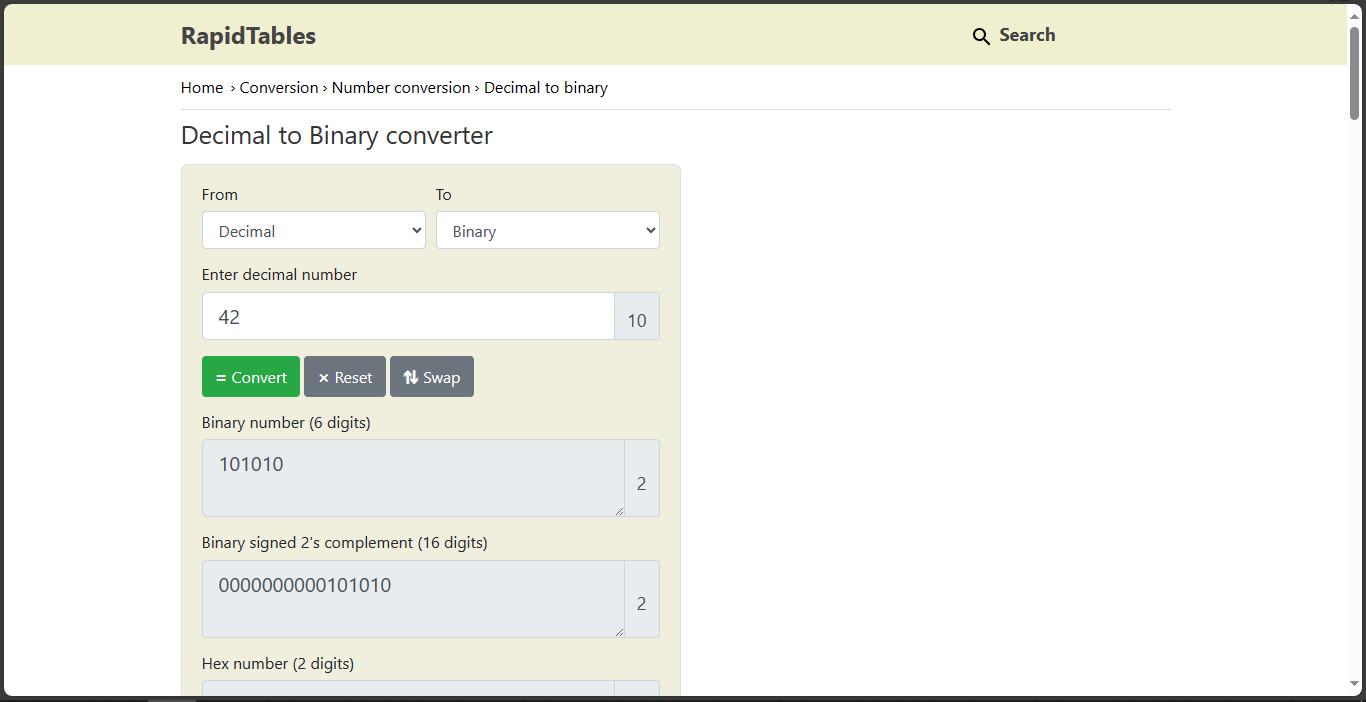 RapidTables
Search
Home › Conversion › Number conversion › Decimal to binary
Decimal to Binary converter
From To
Decimal Binary
Enter decimal number
42 10
= Convert × Reset Swap
Binary number (6 digits)
101010
2
Binary signed 2's complement (16 digits)
0000000000101010
2
Hex number (2 digits)